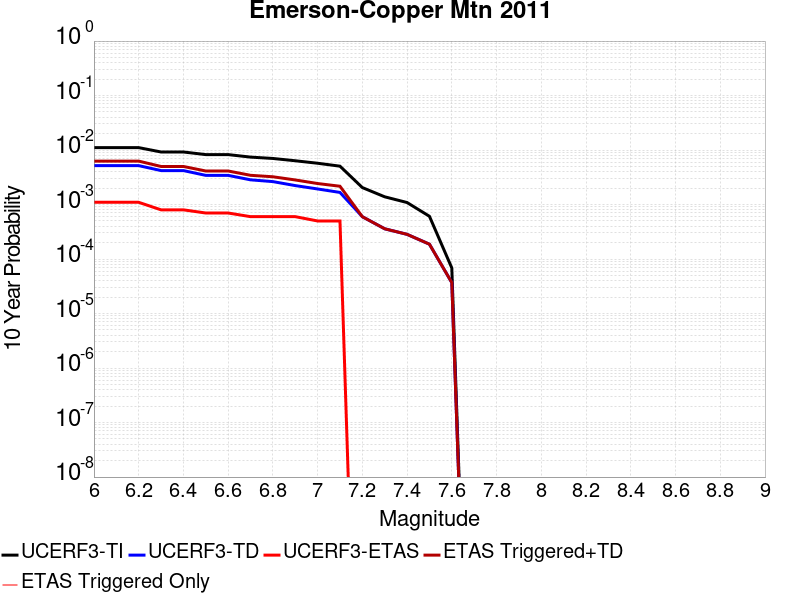 Emerson-Copper Mtn 2011
10^0
10^-1
10^-2
10^-3
10^-4
10^-5
10^-6
10^-7
10^-8
10 Year Probability
6 6.2 6.4 6.6 6.8 7 7.2 7.4 7.6 7.8 8 8.2 8.4 8.6 8.8 9
Magnitude
UCERF3-TI UCERF3-TD UCERF3-ETAS ETAS Triggered+TD
ETAS Triggered Only